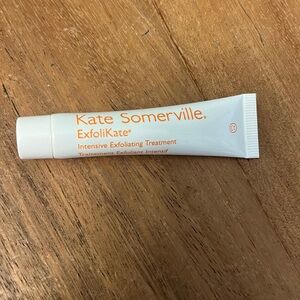 Kate Somerville.
ExfoliKate®
Intensive Exfoliating Treatment
Traitement Exfoliant Intensif